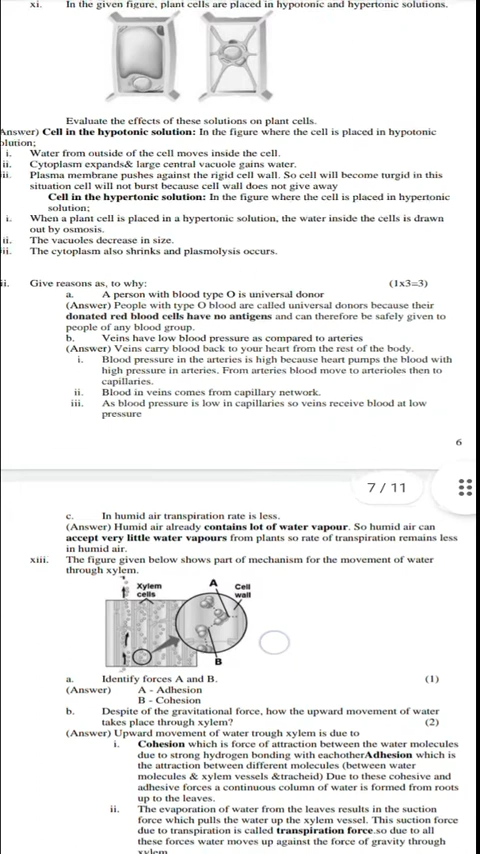 xi. In the given figure, plant cells are placed in hypotonic and hypertonic solutions.
Evaluate the effects of these solutions on plant cells.
Answer) Cell in the hypotonic solution: In the figure where the cell is placed in hypotonic
olution;
i. Water from outside of the cell moves inside the cell.
ii. Cytoplasm expands& large central vacuole gains water.
ii. Plasma membrane pushes against the rigid cell wall. So cell will become turgid in this
situation cell will not burst because cell wall does not give away
Cell in the hypertonic solution: In the figure where the cell is placed in hypertonic
solution;
i. When a plant cell is placed in a hypertonic solution, the water inside the cells is drawn
out by osmosis.
ii. The vacuoles decrease in size.
ii. The cytoplasm also shrinks and plasmolysis occurs.
ii. Give reasons as, to why: (1x3=3)
a. A person with blood type O is universal donor
(Answer) People with type O blood are called universal donors because their
donated red blood cells have no antigens and can therefore be safely given to
people of any blood group.
b. Veins have low blood pressure as compared to arteries
(Answer) Veins carry blood back to your heart from the rest of the body.
i. Blood pressure in the arteries is high because heart pumps the blood with
high pressure in arteries. From arteries blood move to arterioles then to
capillaries.
ii. Blood in veins comes from capillary network.
iii. As blood pressure is low in capillaries so veins receive blood at low
pressure
6
7 / 11
c. In humid air transpiration rate is less.
(Answer) Humid air already contains lot of water vapour. So humid air can
accept very little water vapours from plants so rate of transpiration remains less
in humid air.
xiii. The figure given below shows part of mechanism for the movement of water
through xylem.
Xylem
cells
A
Cell
wall
B
a. Identify forces A and B. (1)
(Answer) A - Adhesion
B - Cohesion
b. Despite of the gravitational force, how the upward movement of water
takes place through xylem? (2)
(Answer) Upward movement of water trough xylem is due to
i. Cohesion which is force of attraction between the water molecules
due to strong hydrogen bonding with eachotherAdhesion which is
the attraction between different molecules (between water
molecules & xylem vessels &tracheid) Due to these cohesive and
adhesive forces a continuous column of water is formed from roots
up to the leaves.
ii. The evaporation of water from the leaves results in the suction
force which pulls the water up the xylem vessel. This suction force
due to transpiration is called transpiration force.so due to all
these forces water moves up against the force of gravity through
xylem